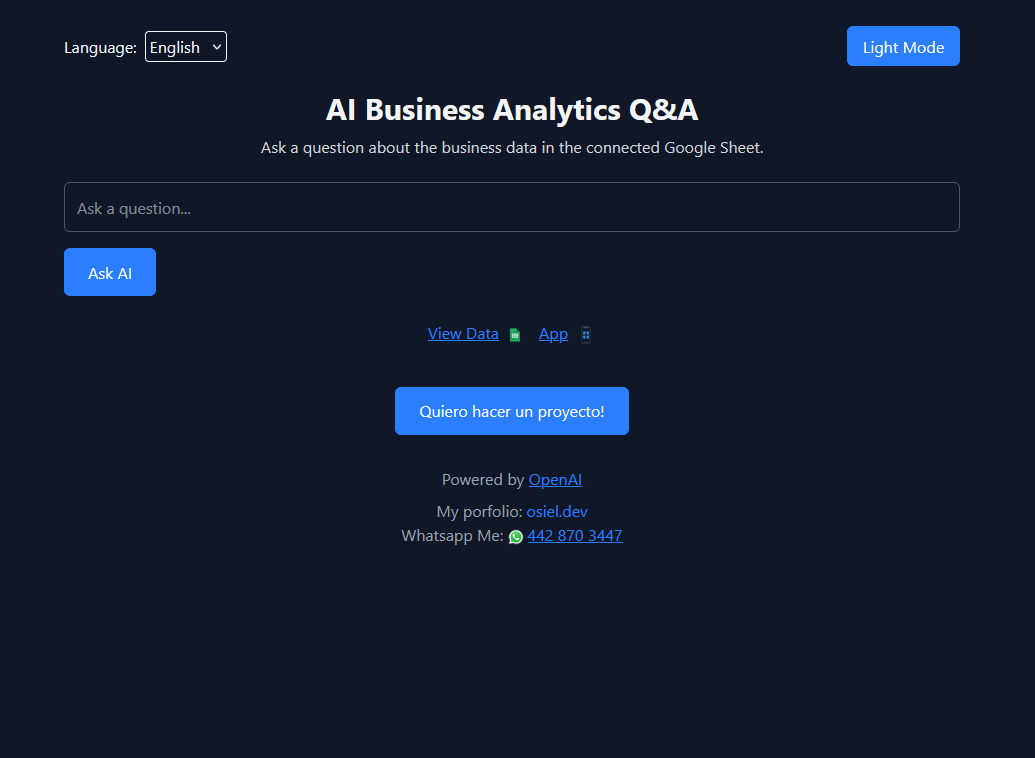 Language: English
Light Mode
AI Business Analytics Q&A
Ask a question about the business data in the connected Google Sheet.
Ask a question...
Ask AI
View Data App
Quiero hacer un proyecto!
Powered by OpenAI
My porfolio: osiel.dev
Whatsapp Me: 442 870 3447